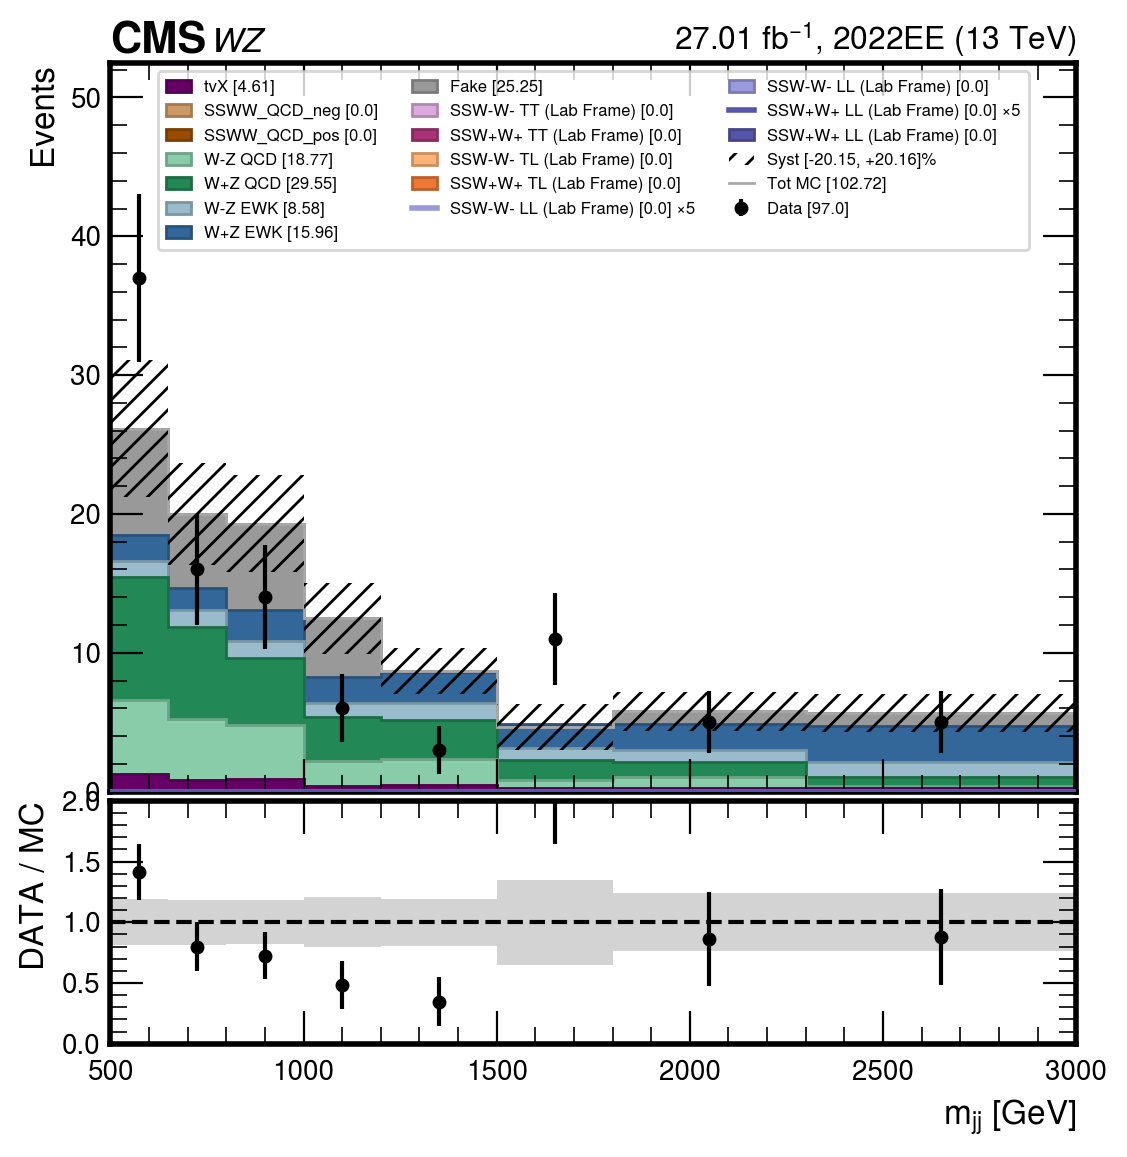 CMS WZ
27.01 fb⁻¹, 2022EE (13 TeV)
Events
tvX [4.61]
SSWW_QCD_neg [0.0]
SSWW_QCD_pos [0.0]
W-Z QCD [18.77]
W+Z QCD [29.55]
W-Z EWK [8.58]
W+Z EWK [15.96]
Fake [25.25]
SSW-W- TT (Lab Frame) [0.0]
SSW+W+ TT (Lab Frame) [0.0]
SSW-W- TL (Lab Frame) [0.0]
SSW+W+ TL (Lab Frame) [0.0]
SSW-W- LL (Lab Frame) [0.0] ×5
SSW-W- LL (Lab Frame) [0.0]
SSW+W+ LL (Lab Frame) [0.0] ×5
SSW+W+ LL (Lab Frame) [0.0]
Syst [-20.15, +20.16]%
Tot MC [102.72]
Data [97.0]
50
40
30
20
10
0
DATA / MC
2.0
1.5
1.0
0.5
0.0
500 1000 1500 2000 2500 3000
m_jj [GeV]